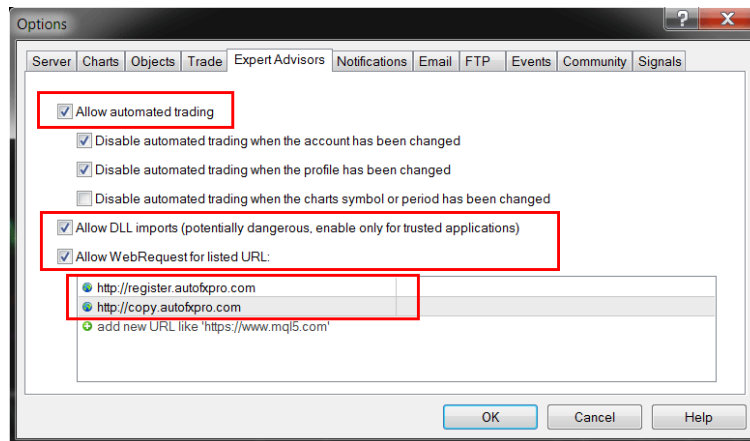 Options
? X
Server Charts Objects Trade Expert Advisors Notifications Email FTP Events Community Signals
Allow automated trading
Disable automated trading when the account has been changed
Disable automated trading when the profile has been changed
Disable automated trading when the charts symbol or period has been changed
Allow DLL imports (potentially dangerous, enable only for trusted applications)
Allow WebRequest for listed URL:
http://register.autofxpro.com
http://copy.autofxpro.com
add new URL like 'https://www.mql5.com'
OK Cancel Help